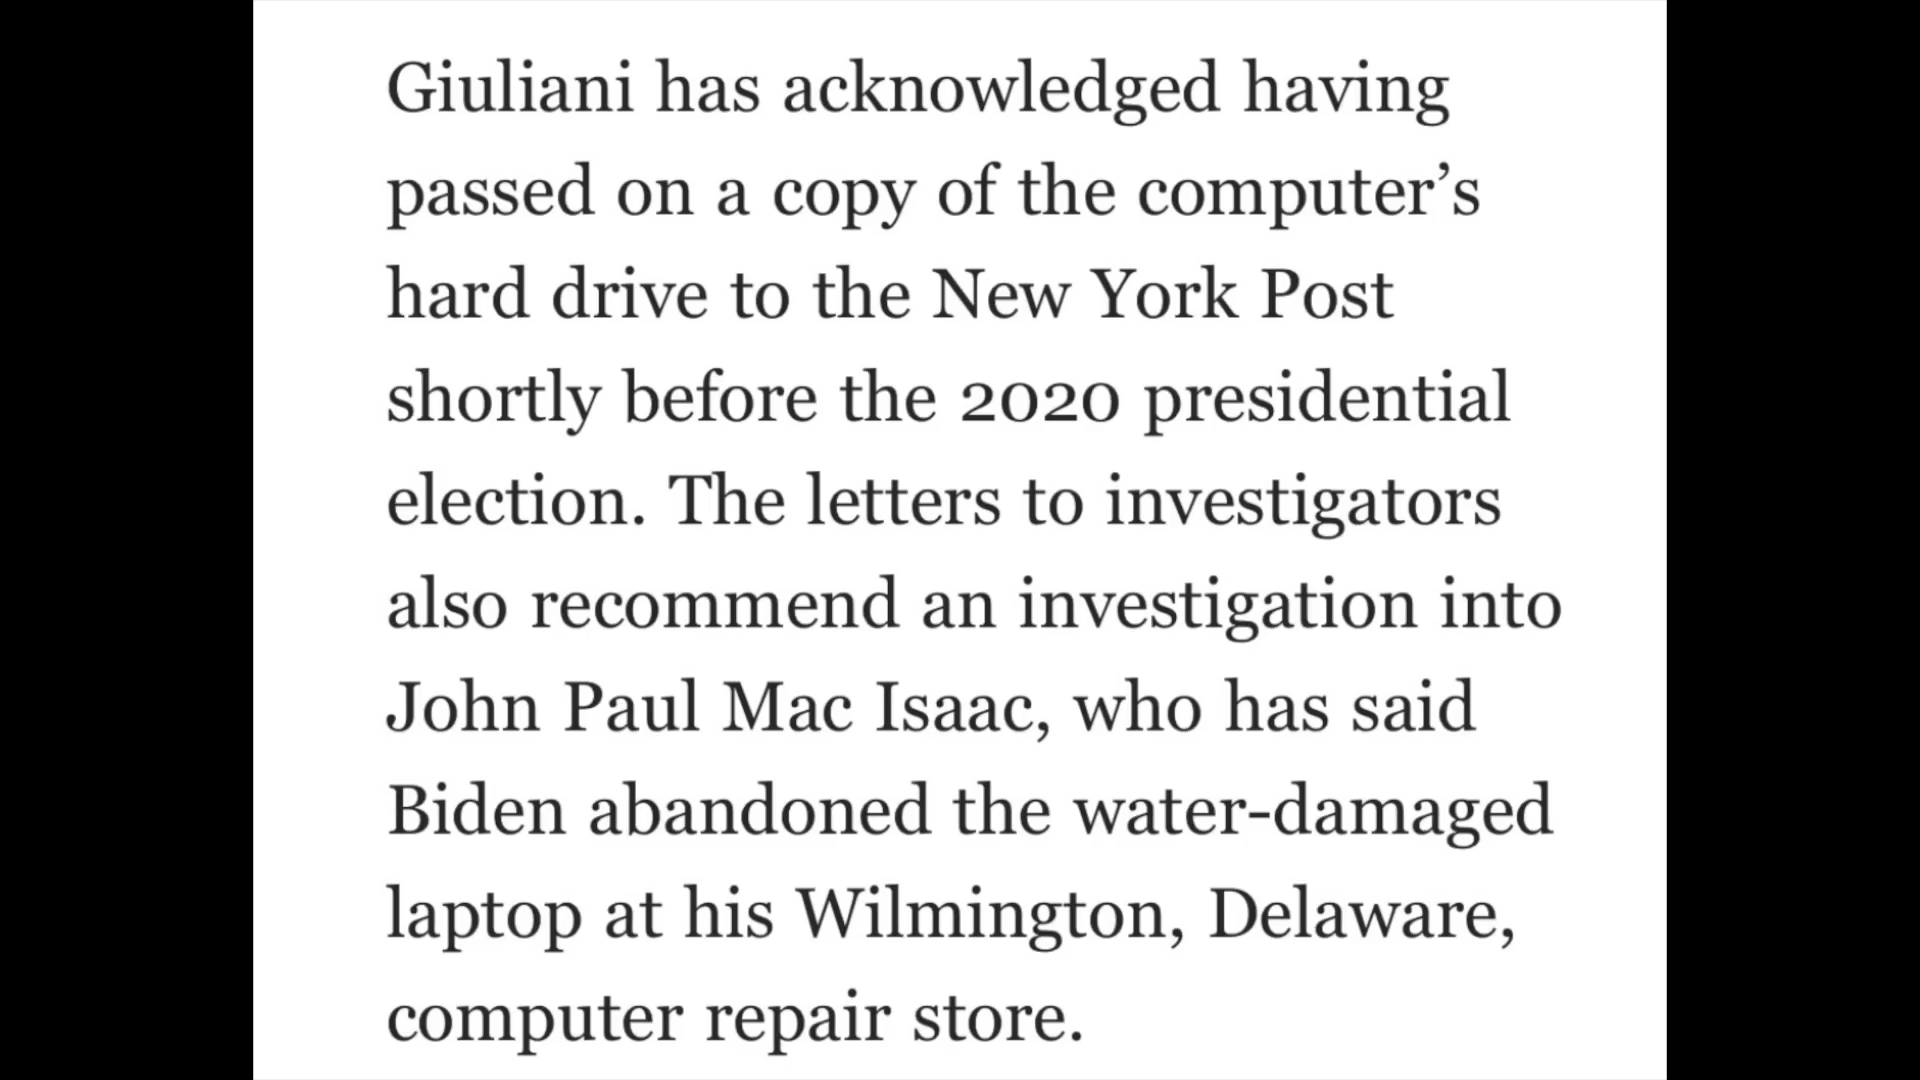 Giuliani has acknowledged having
passed on a copy of the computer’s
hard drive to the New York Post
shortly before the 2020 presidential
election. The letters to investigators
also recommend an investigation into
John Paul Mac Isaac, who has said
Biden abandoned the water-damaged
laptop at his Wilmington, Delaware,
computer repair store.